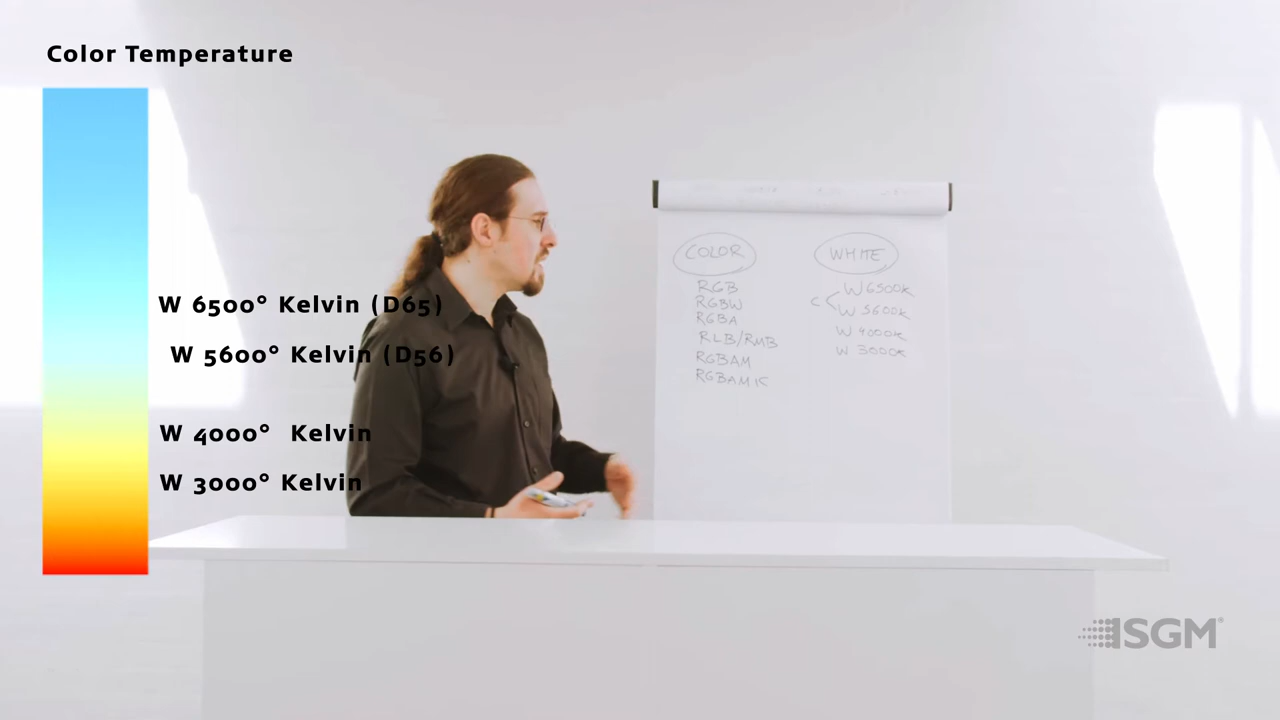 Color Temperature
W 6500° Kelvin (D65)
W 5600° Kelvin (D56)
W 4000° Kelvin
W 3000° Kelvin
COLOR
RGB
RGBW
RGBA
RLB/RMB
RGBAM
RGBAMK
WHITE
W 6500K
C
W 5600K
W 4000K
W 3000K
SGM®